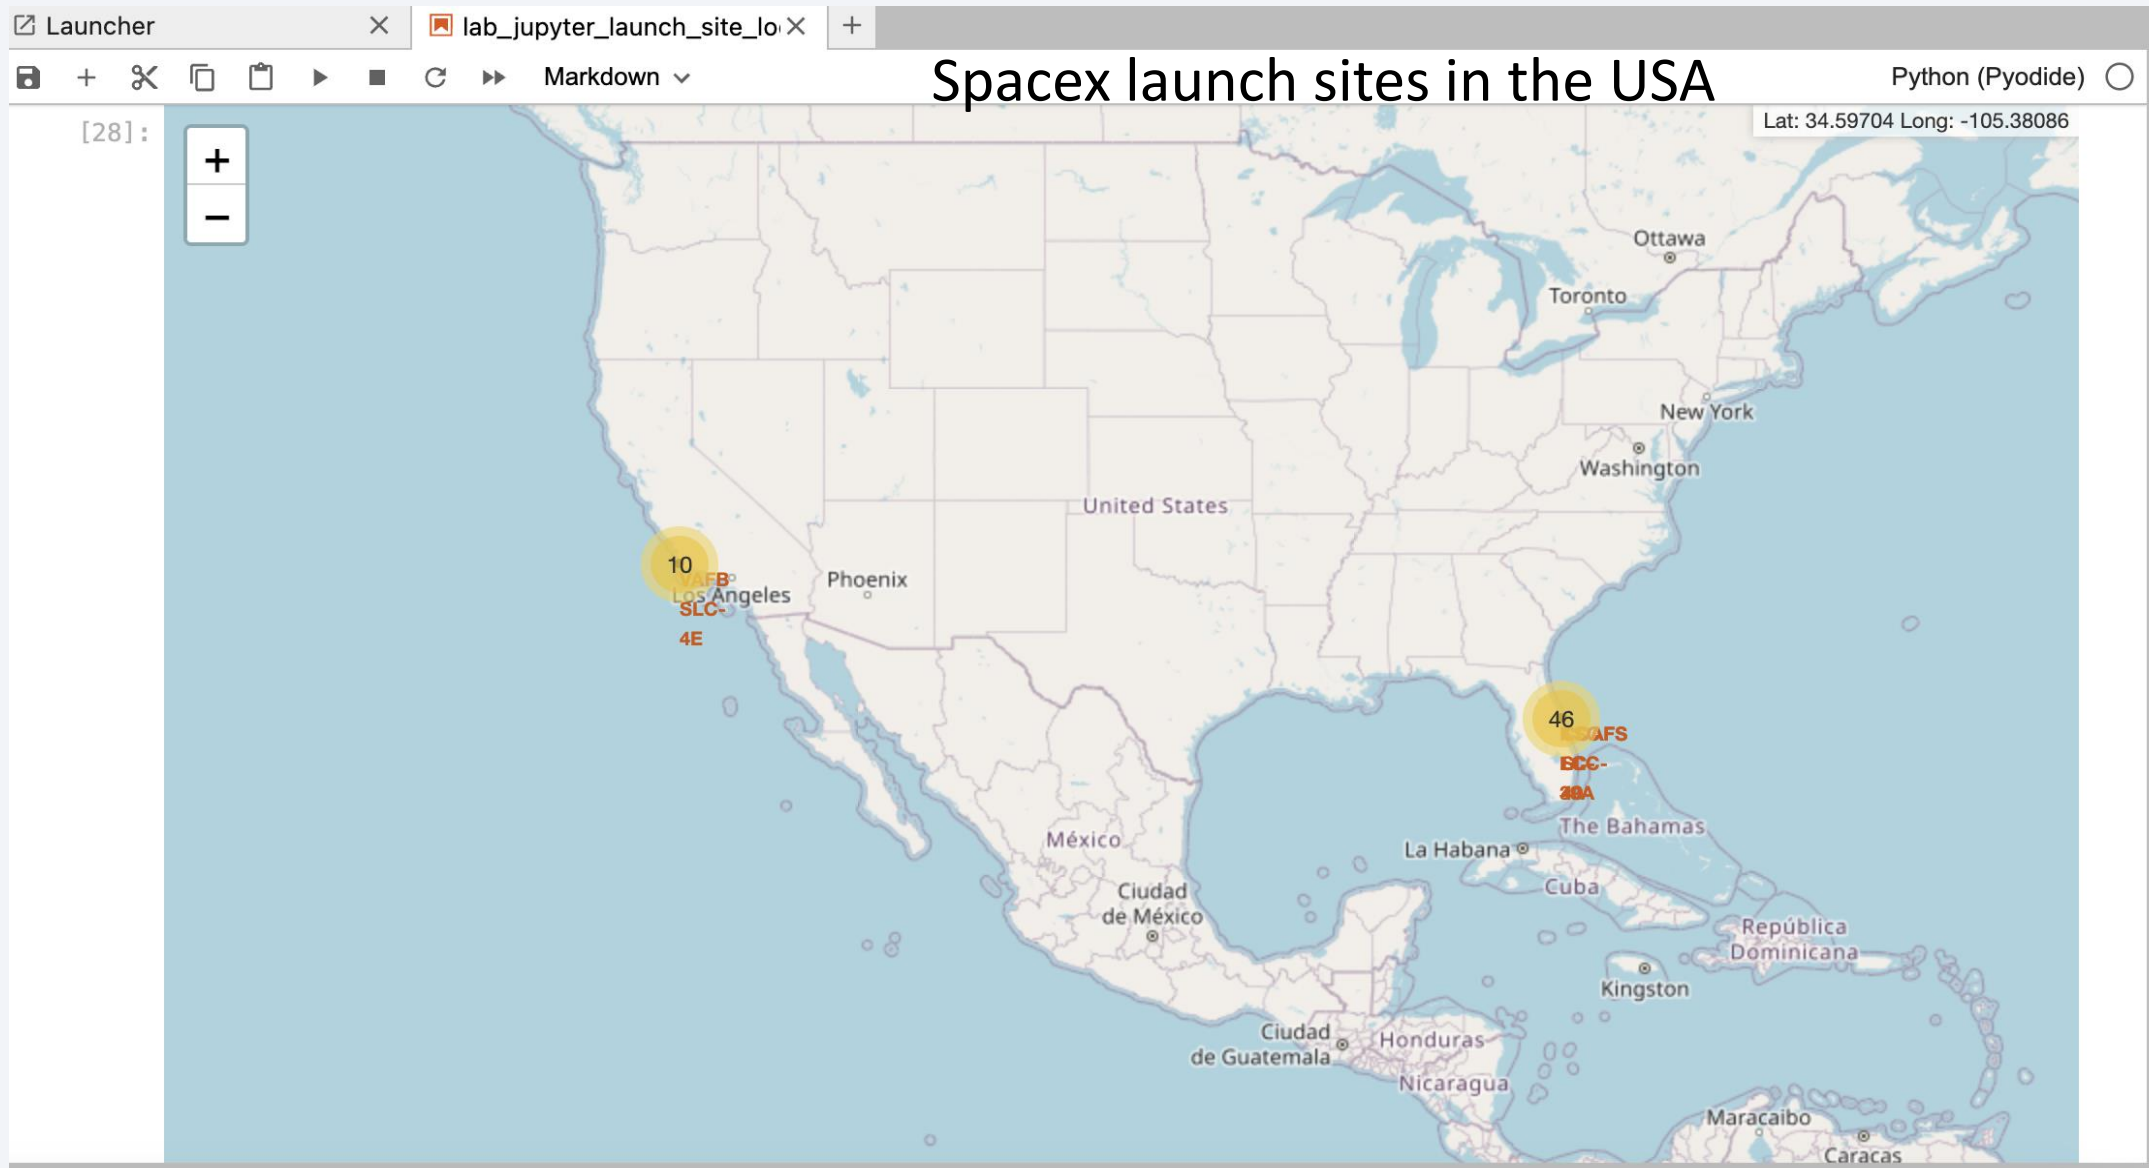 Launcher
lab_jupyter_launch_site_lo
Markdown
Spacex launch sites in the USA
Python (Pyodide)
[28]:
+
−
Lat: 34.59704 Long: -105.38086
Ottawa
Toronto
New York
Washington
United States
10
VAFB
Los Angeles
SLC-
4E
Phoenix
46
The Bahamas
La Habana
Cuba
México
Ciudad
de México
República
Dominicana
Kingston
Ciudad
de Guatemala
Honduras
Nicaragua
Maracaibo
Caracas